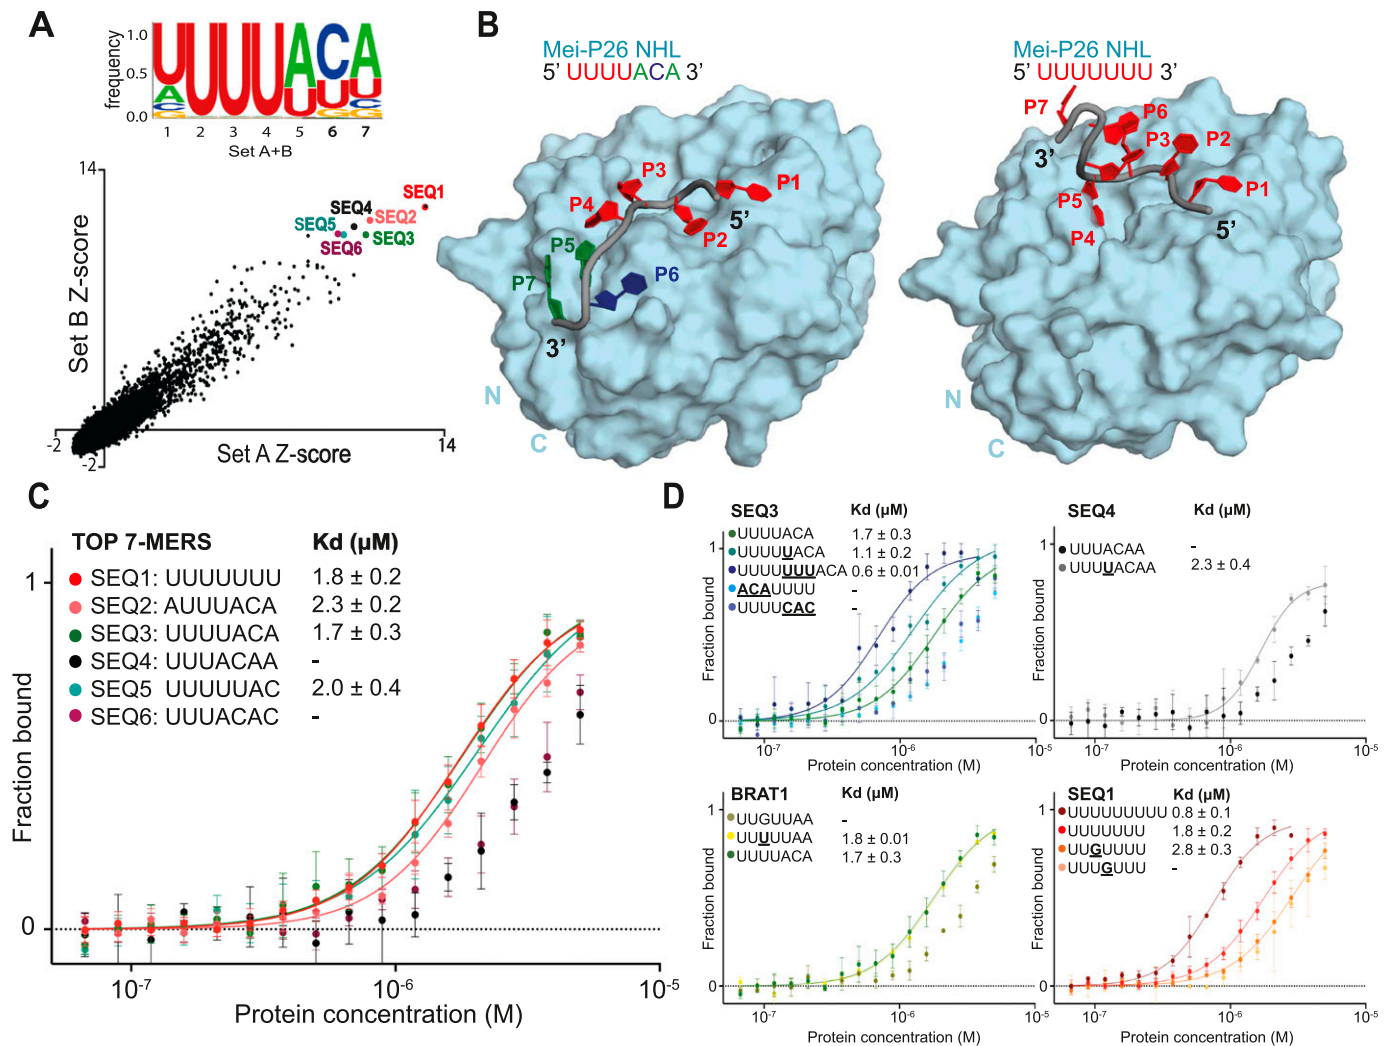 A
frequency
1.0
0.5
0.0
U
A
C
G
U
U
U
A
U
C
U
G
A
U
C
G
1 2 3 4 5 6 7
Set A+B
14
Set B Z-score
SEQ1
SEQ4
SEQ2
SEQ5
SEQ3
SEQ6
-2
14
Set A Z-score
-2
B
Mei-P26 NHL
5' UUUUACA 3'
P3
P1
P4
5'
P2
P5
P7
P6
3'
N
C
Mei-P26 NHL
5' UUUUUUU 3'
P7
P6
P3
P2
3'
P5
P1
P4
5'
N
C
C
TOP 7-MERS Kd (µM)
SEQ1: UUUUUUU 1.8 ± 0.2
SEQ2: AUUUACA 2.3 ± 0.2
SEQ3: UUUUACA 1.7 ± 0.3
SEQ4: UUUACAA -
SEQ5 UUUUUAC 2.0 ± 0.4
SEQ6: UUUACAC -
Fraction bound
1
0
10-7 10-6 10-5
Protein concentration (M)
D
SEQ3 Kd (µM)
UUUUACA 1.7 ± 0.3
UUUUUACA 1.1 ± 0.2
UUUUUUUACA 0.6 ± 0.01
ACAUUUU -
UUUUCAC -
Fraction bound
1
0
10-7 10-6 10-5
Protein concentration (M)
SEQ4 Kd (µM)
UUUACAA -
UUUUACAA 2.3 ± 0.4
Fraction bound
1
0
10-7 10-6 10-5
Protein concentration (M)
BRAT1 Kd (µM)
UUGUUAA -
UUUUUAA 1.8 ± 0.01
UUUUACA 1.7 ± 0.3
Fraction bound
1
0
10-7 10-6 10-5
Protein concentration (M)
SEQ1 Kd (µM)
UUUUUUUUU 0.8 ± 0.1
UUUUUUU 1.8 ± 0.2
UUGUUUU 2.8 ± 0.3
UUUGUUU -
Fraction bound
1
0
10-7 10-6 10-5
Protein concentration (M)